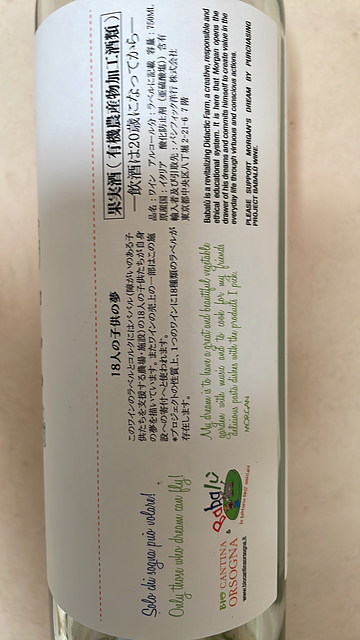 Solo di sogna può volare!
Only those who dream can fly!
Babalù
BIO CANTINA
ORSOGNA
&
www.biocantinaorsogna.it
18人の子供の夢
このワインのラベルとコルクにはババル(障がいのある子
供たちを支援する農場・施設)の18人の子供たちが自身
の夢を描いています。またワインの売上の一部はこの施
設への寄付へと使われます。
*プロジェクトの性質上、1つのワインに18種類のラベルが
存在します。
My dream is to have a great and beautiful vegetable
garden with music and to cook for my friends
delicious pasta dishes with the products I pick.
MORGAN
果実酒(有機農産物加工酒類)
―飲酒は20歳になってから―
品名:ワイン アルコール分:ラベルに記載 容量:750ML
原産国:イタリア 酸化防止剤(亜硫酸塩)含有
輸入者及び引取先:パシフィック洋行 株式会社
東京都中央区八丁堀 2-21-6 7階
Babalù is a revitalizing Didactic Farm, a creative, responsible and
ethical educational system. It is here that Morgan opens the
drawer of his dreams and commits himself to create value in the
everyday life through virtuous and conscious actions.
PLEASE SUPPORT MORGAN'S DREAM BY PURCHASING
PROJECT BABALÙ WINE.